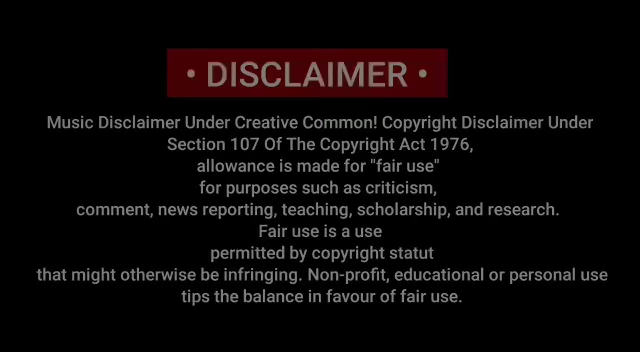 • DISCLAIMER •
Music Disclaimer Under Creative Common! Copyright Disclaimer Under
Section 107 Of The Copyright Act 1976,
allowance is made for "fair use"
for purposes such as criticism,
comment, news reporting, teaching, scholarship, and research.
Fair use is a use
permitted by copyright statut
that might otherwise be infringing. Non-profit, educational or personal use
tips the balance in favour of fair use.